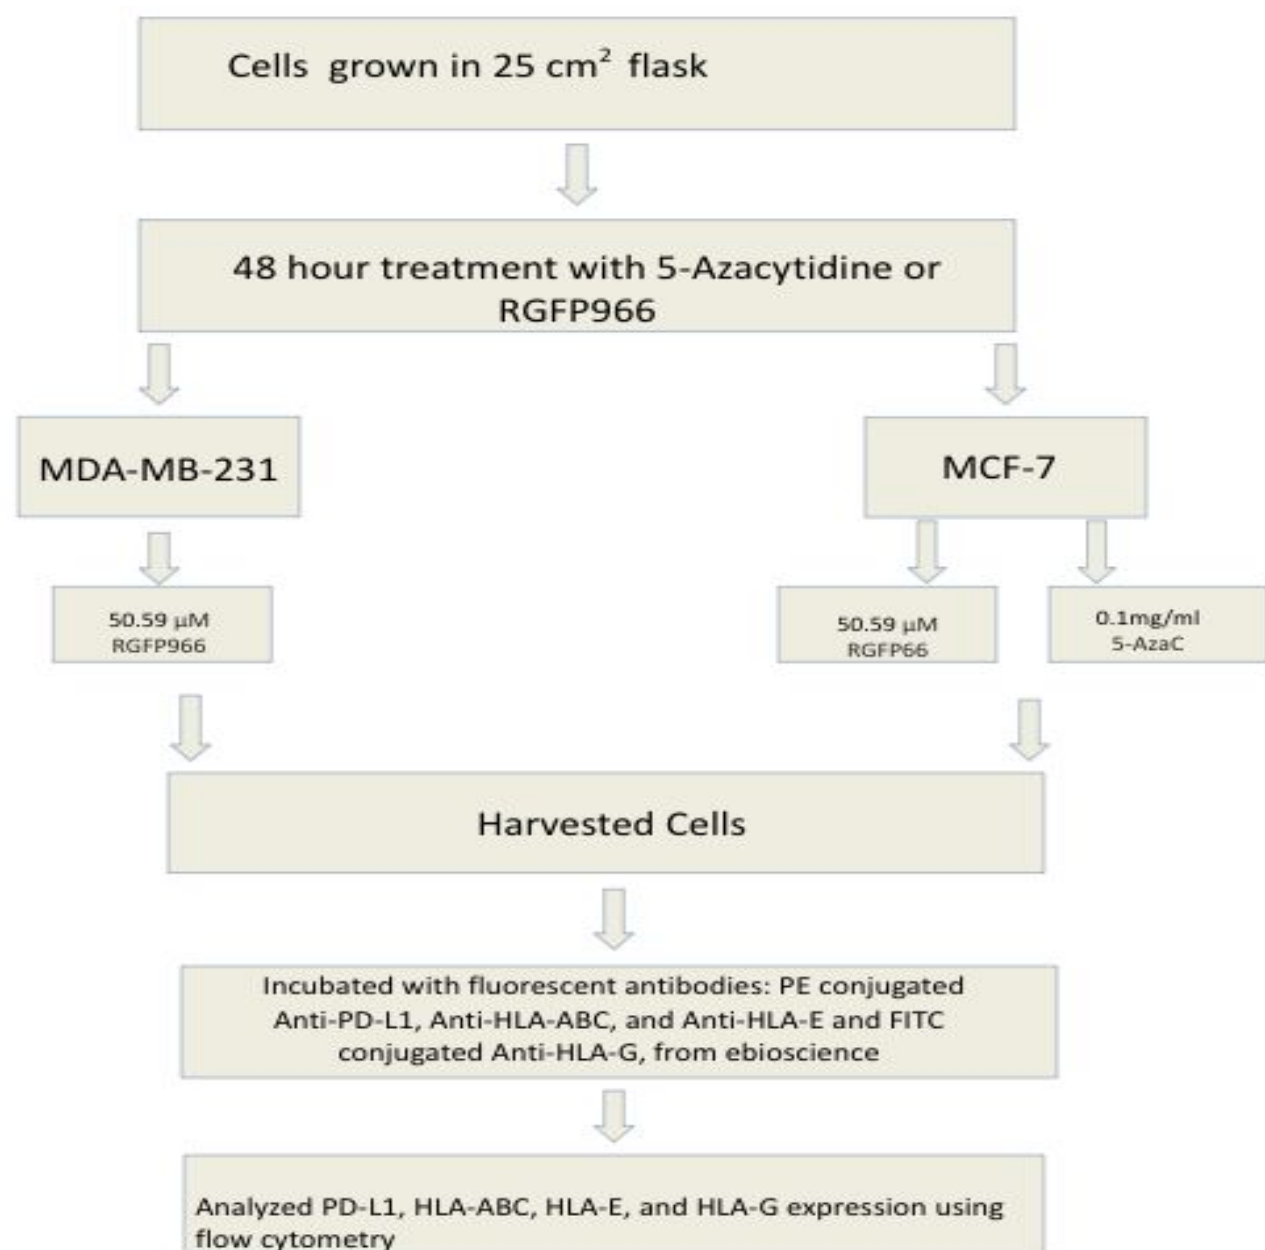 Cells grown in 25 cm² flask
48 hour treatment with 5-Azacytidine or
RGFP966
MDA-MB-231
MCF-7
50.59 µM
RGFP966
50.59 µM
RGFP66
0.1mg/ml
5-AzaC
Harvested Cells
Incubated with fluorescent antibodies: PE conjugated
Anti-PD-L1, Anti-HLA-ABC, and Anti-HLA-E and FITC
conjugated Anti-HLA-G, from ebioscience
Analyzed PD-L1, HLA-ABC, HLA-E, and HLA-G expression using
flow cytometry